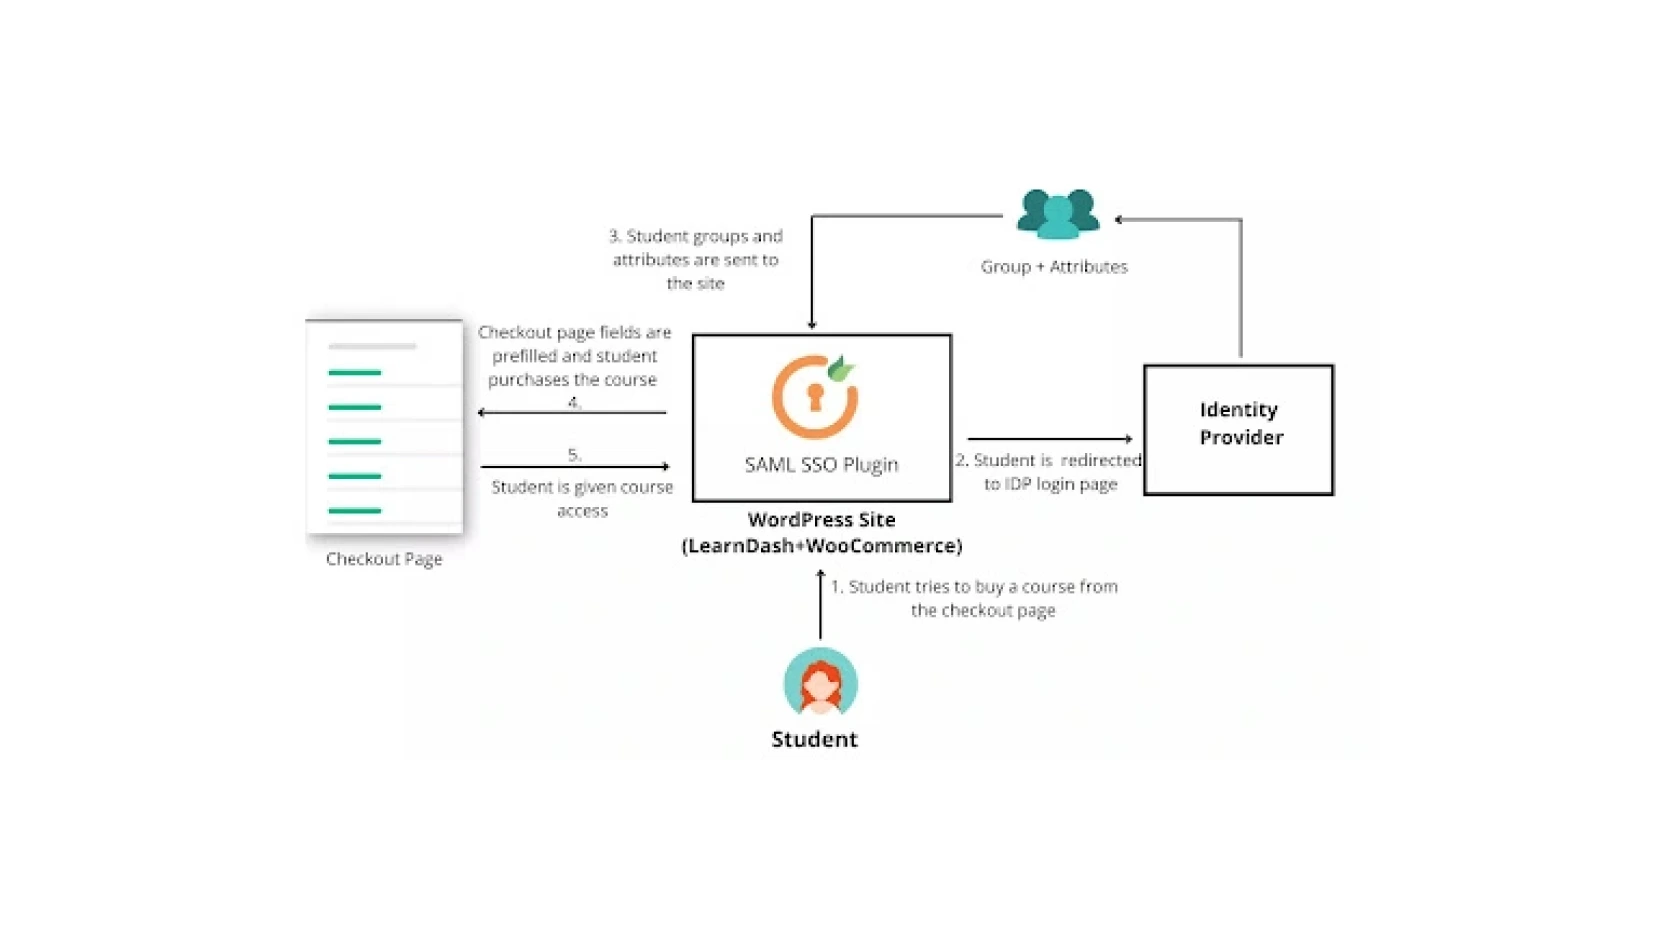 3. Student groups and
attributes are sent to
the site
Group + Attributes
Checkout page fields are
prefilled and student
purchases the course
4.
5.
Student is given course
access
Checkout Page
SAML SSO Plugin
WordPress Site
(LearnDash+WooCommerce)
2. Student is redirected
to IDP login page
Identity
Provider
1. Student tries to buy a course from
the checkout page
Student